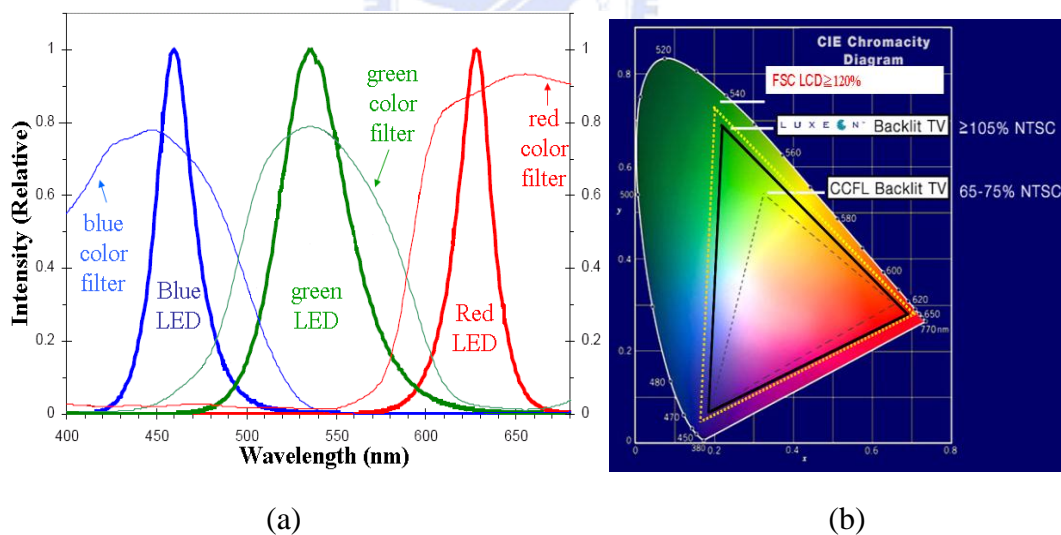 1
0.8
0.6
0.4
0.2
0
Intensity (Relative)
1
0.8
0.6
0.4
0.2
0
400
450
500
550
600
650
Wavelength (nm)
blue
color
filter
Blue
LED
green
color
filter
green
LED
red
color
filter
Red
LED
(a)
CIE Chromacity
Diagram
FSC LCD≧120%
LUXEON™ Backlit TV
≥105% NTSC
CCFL Backlit TV
65-75% NTSC
520
540
560
580
600
620
650
770nm
500
480
470
450
380
0.8
0.6
y
0.4
0.2
0
0
0.2
0.4
x
0.6
0.8
(b)